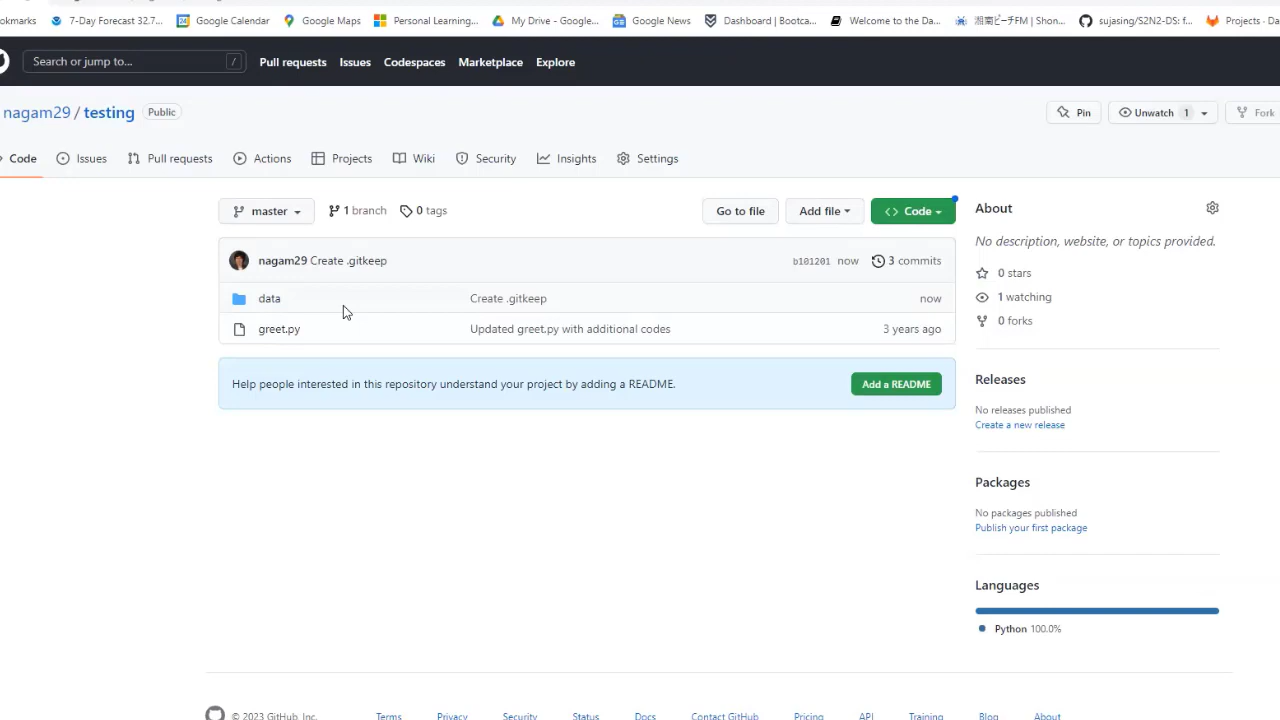 okmarks 7-Day Forecast 32.7... Google Calendar Google Maps Personal Learning... My Drive - Google... Google News Dashboard | Bootca... Welcome to the Da... 湘南ビーチFM | Shon... sujasing/S2N2-DS: f... Projects · Da
Search or jump to... / Pull requests Issues Codespaces Marketplace Explore
nagam29 / testing Public Pin Unwatch 1 Fork
Code Issues Pull requests Actions Projects Wiki Security Insights Settings
master 1 branch 0 tags Go to file Add file Code
About
nagam29 Create .gitkeep b101201 now 3 commits
No description, website, or topics provided.
data Create .gitkeep now
greet.py Updated greet.py with additional codes 3 years ago
Help people interested in this repository understand your project by adding a README. Add a README
0 stars
1 watching
0 forks
Releases
No releases published
Create a new release
Packages
No packages published
Publish your first package
Languages
Python 100.0%
© 2023 GitHub, Inc. Terms Privacy Security Status Docs Contact GitHub Pricing API Training Blog About